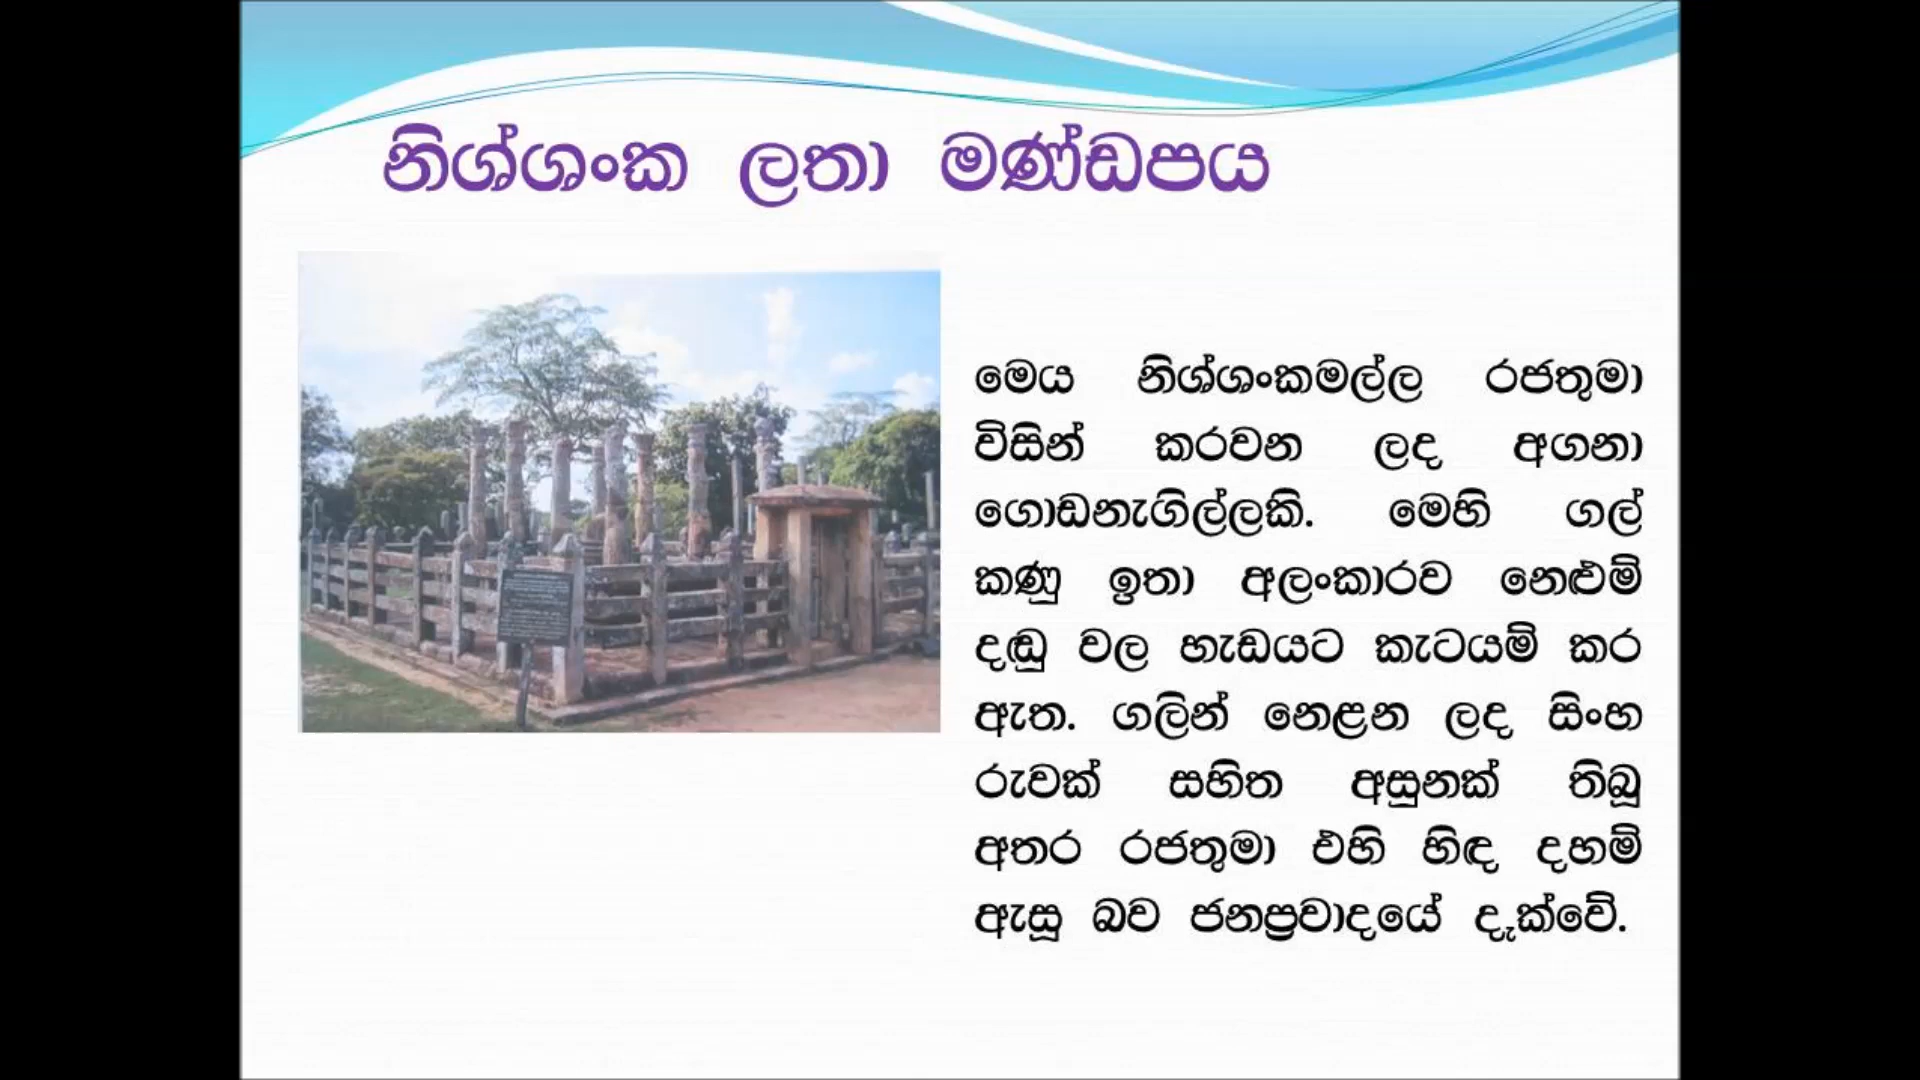 නිශ්ශංක ලතා මණ්ඩපය
මෙය නිශ්ශංකමල්ල රජතුමා
විසින් කරවන ලද අගනා
ගොඩනැගිල්ලකි. මෙහි ගල්
කණු ඉතා අලංකාරව නෙළුම්
දඬු වල හැඩයට කැටයම් කර
ඇත. ගලින් නෙළන ලද සිංහ
රුවක් සහිත අසුනක් තිබූ
අතර රජතුමා එහි හිඳ දහම්
ඇසූ බව ජනප්‍රවාදයේ දැක්වේ.